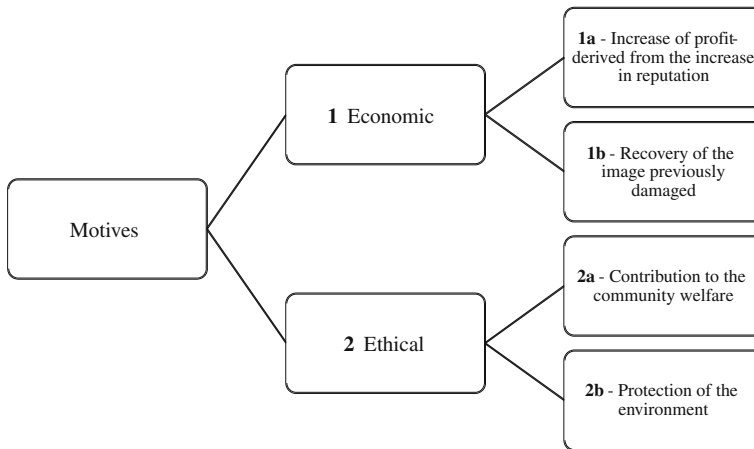 Motives
1 Economic
1a - Increase of profit-
derived from the increase
in reputation
1b - Recovery of the
image previously
damaged
2 Ethical
2a - Contribution to the
community welfare
2b - Protection of the
environment